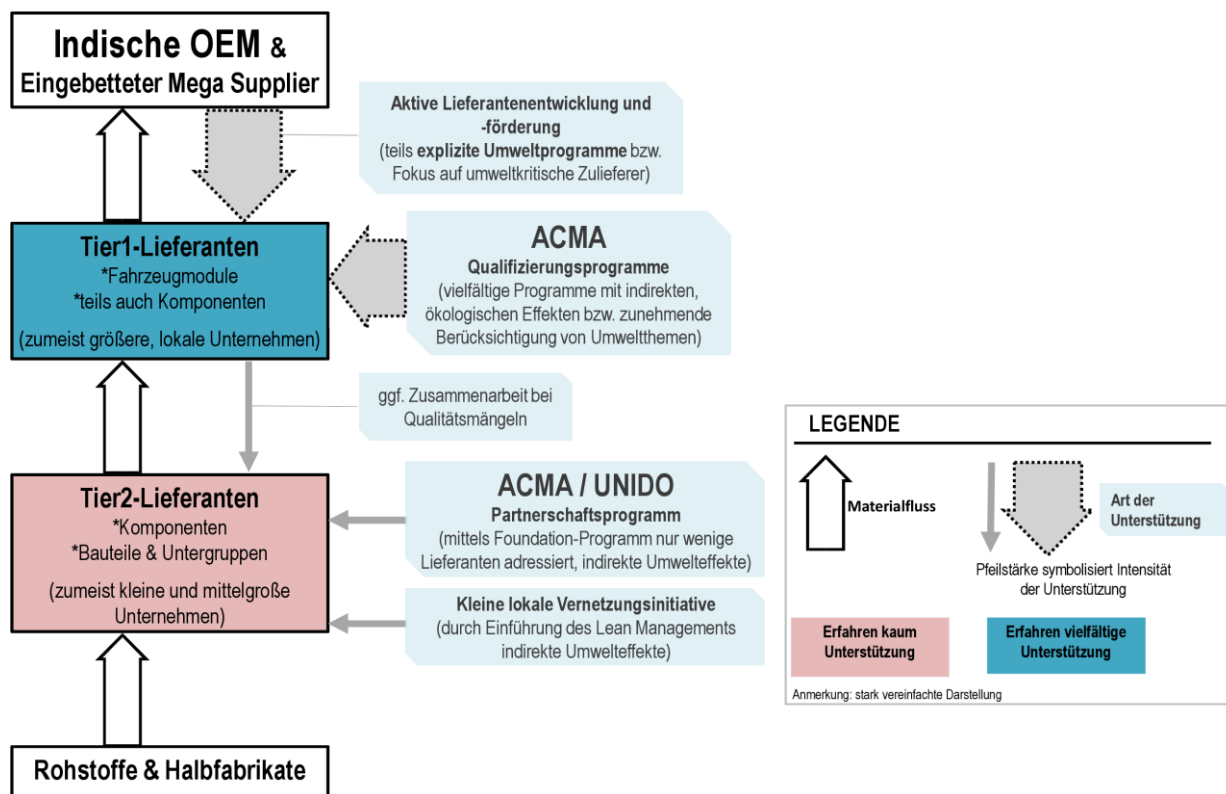 Indische OEM &
Eingebetteter Mega Supplier
Aktive Lieferantenentwicklung und
-förderung
(teils explizite Umweltprogramme bzw.
Fokus auf umweltkritische Zulieferer)
Tier1-Lieferanten
*Fahrzeugmodule
*teils auch Komponenten
(zumeist größere, lokale Unternehmen)
ACMA
Qualifizierungsprogramme
(vielfältige Programme mit indirekten,
ökologischen Effekten bzw. zunehmende
Berücksichtigung von Umweltthemen)
ggf. Zusammenarbeit bei
Qualitätsmängeln
Tier2-Lieferanten
*Komponenten
*Bauteile & Untergruppen
(zumeist kleine und mittelgroße
Unternehmen)
ACMA / UNIDO
Partnerschaftsprogramm
(mittels Foundation-Programm nur wenige
Lieferanten adressiert, indirekte Umwelteffekte)
Kleine lokale Vernetzungsinitiative
(durch Einführung des Lean Managements
indirekte Umwelteffekte)
Rohstoffe & Halbfabrikate
LEGENDE
Materialfluss
Art der
Unterstützung
Pfeilstärke symbolisiert Intensität
der Unterstützung
Erfahren kaum
Unterstützung
Erfahren vielfältige
Unterstützung
Anmerkung: stark vereinfachte Darstellung